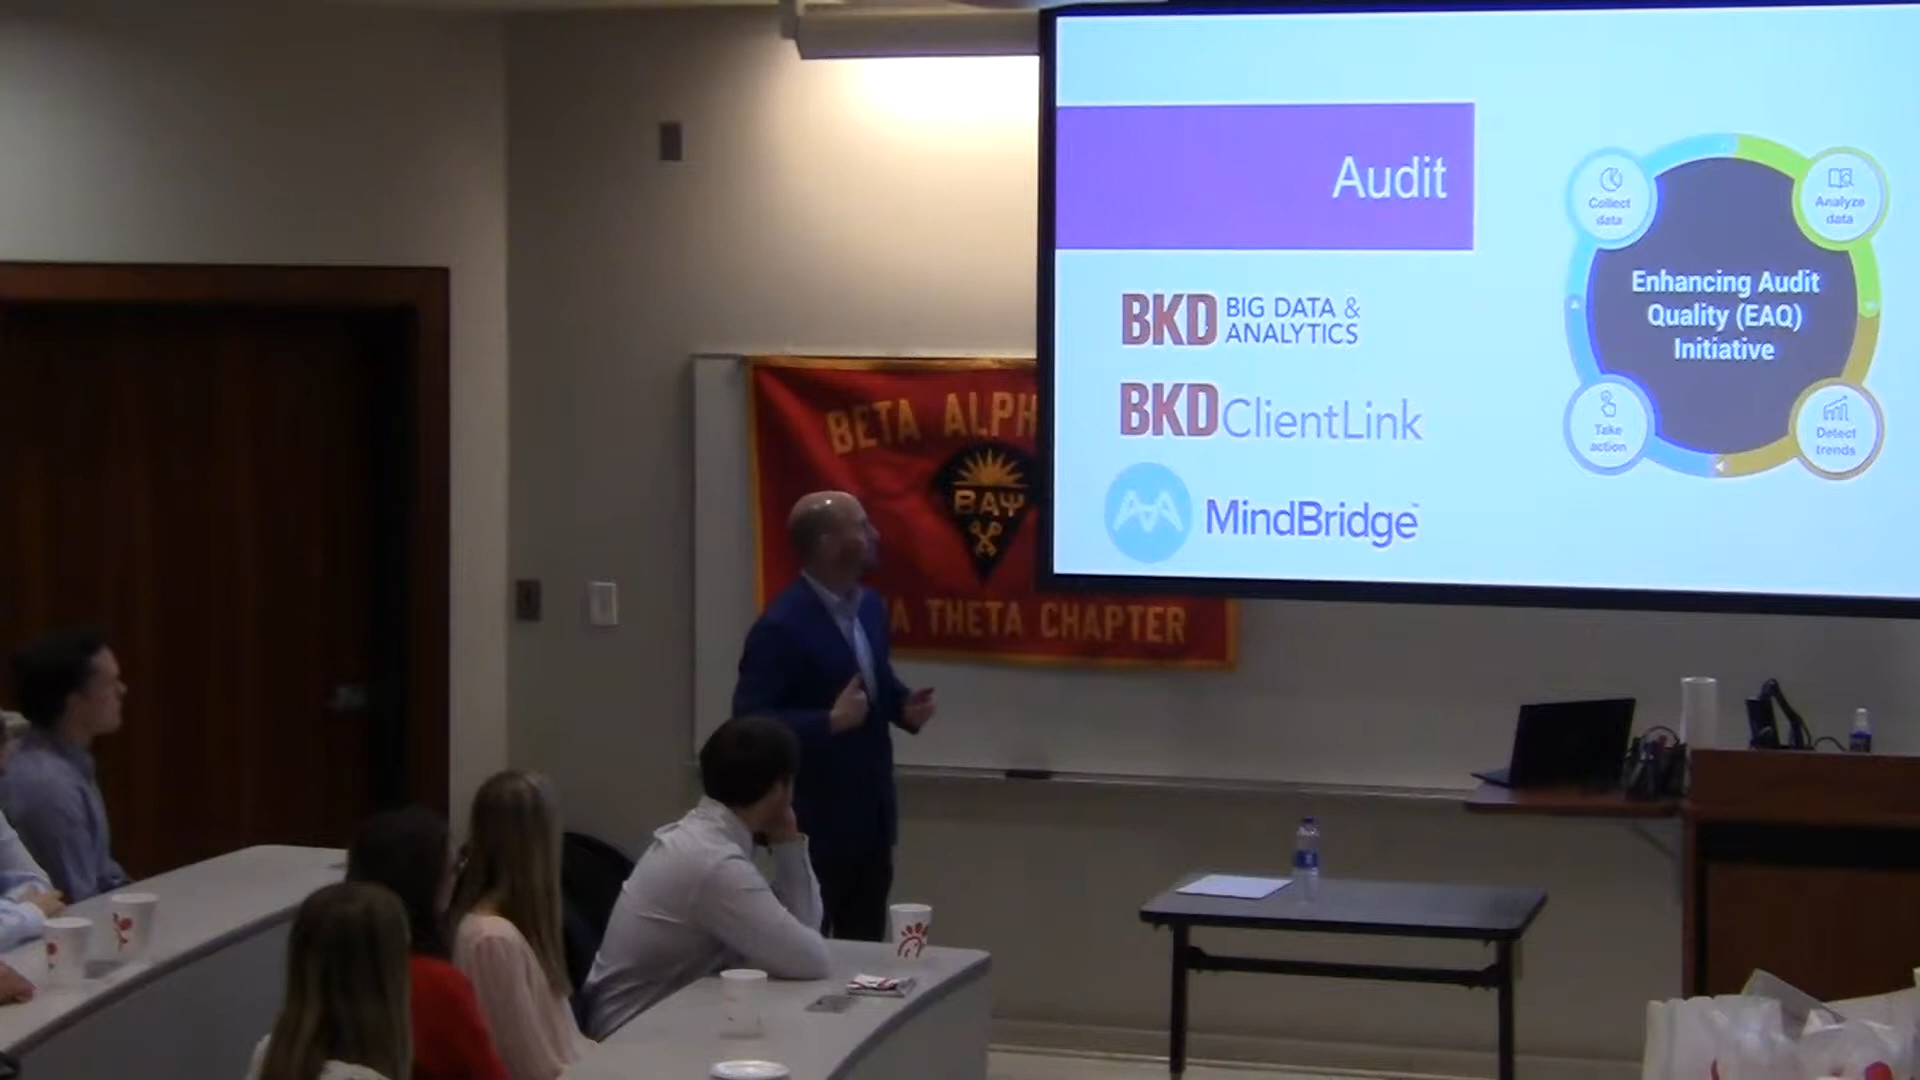 Audit
BKD BIG DATA &
ANALYTICS
BKD ClientLink
MindBridge
Collect
data
Analyze
data
Enhancing Audit
Quality (EAQ)
Initiative
Take
action
Detect
trends
BETA ALPH
ΒΑΨ
A THETA CHAPTER